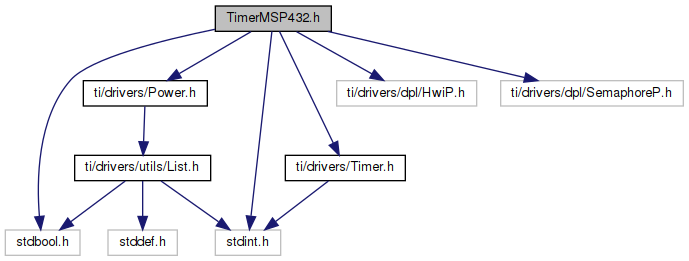 TimerMSP432.h
ti/drivers/Power.h
ti/drivers/dpl/HwiP.h
ti/drivers/dpl/SemaphoreP.h
ti/drivers/utils/List.h
ti/drivers/Timer.h
stdbool.h
stddef.h
stdint.h